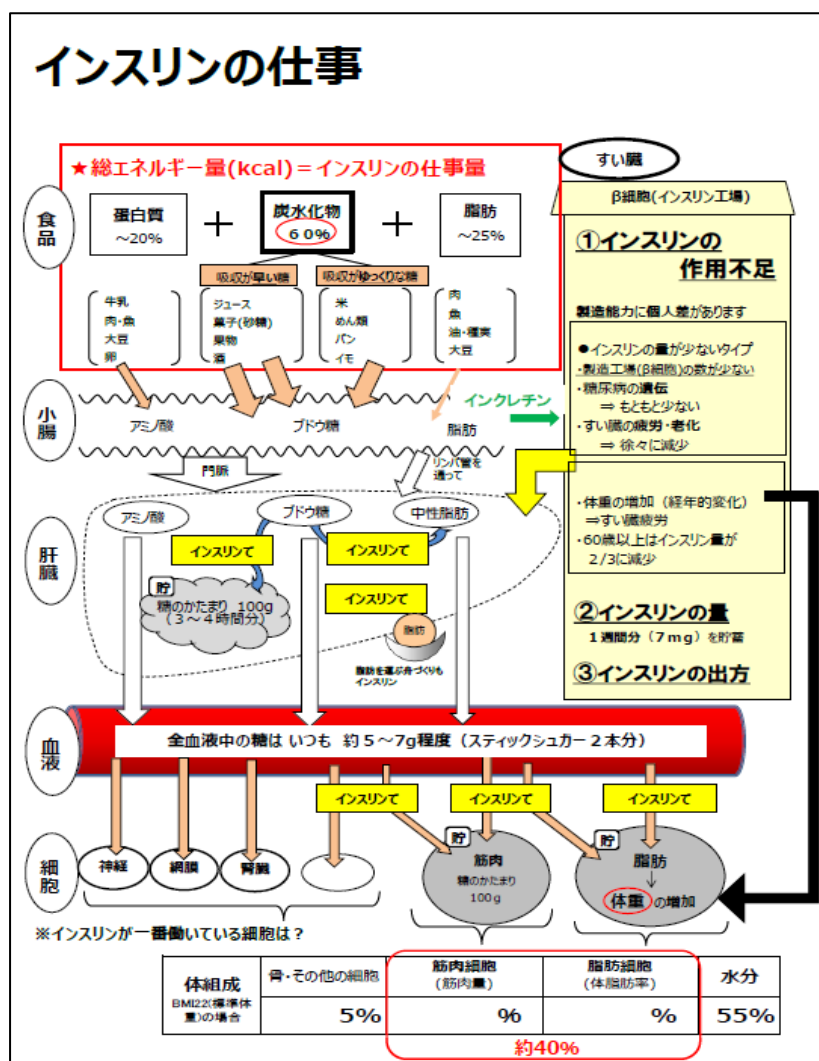 インスリンの仕事
★総エネルギー量(kcal)=インスリンの仕事量
食品
蛋白質
～20%
＋
炭水化物
60%
＋
脂肪
～25%
吸収が早い糖
吸収がゆっくりな糖
牛乳
肉・魚
大豆
卵
ジュース
菓子(砂糖)
果物
酒
米
めん類
パン
イモ
肉
魚
油・種実
大豆
すい臓
β細胞(インスリン工場)
①インスリンの
作用不足
製造能力に個人差があります
●インスリンの量が少ないタイプ
・製造工場(β細胞)の数が少ない
・糖尿病の遺伝
⇒ もともと少ない
・すい臓の疲労・老化
⇒ 徐々に減少
・体重の増加（経年的変化）
⇒すい臓疲労
・60歳以上はインスリン量が
2/3に減少
②インスリンの量
1週間分（7mg）を貯蓄
③インスリンの出方
小腸
アミノ酸
ブドウ糖
脂肪
インクレチン
門脈
リンパ管を
通って
肝臓
アミノ酸
ブドウ糖
中性脂肪
インスリンで
インスリンで
貯
糖のかたまり 100g
（3～4時間分）
インスリンで
脂肪
脂肪を運ぶ舟づくりも
インスリン
血液
全血液中の糖は いつも 約5～7g程度（スティックシュガー2本分）
インスリンで
インスリンで
インスリンで
細胞
神経
網膜
腎臓
貯
筋肉
糖のかたまり
100g
貯
脂肪
↓
体重 の増加
※インスリンが一番働いている細胞は？
体組成
BMI22(標準体
重)の場合
骨・その他の細胞
筋肉細胞
(筋肉量)
脂肪細胞
(体脂肪率)
水分
5%
%
%
55%
約40%